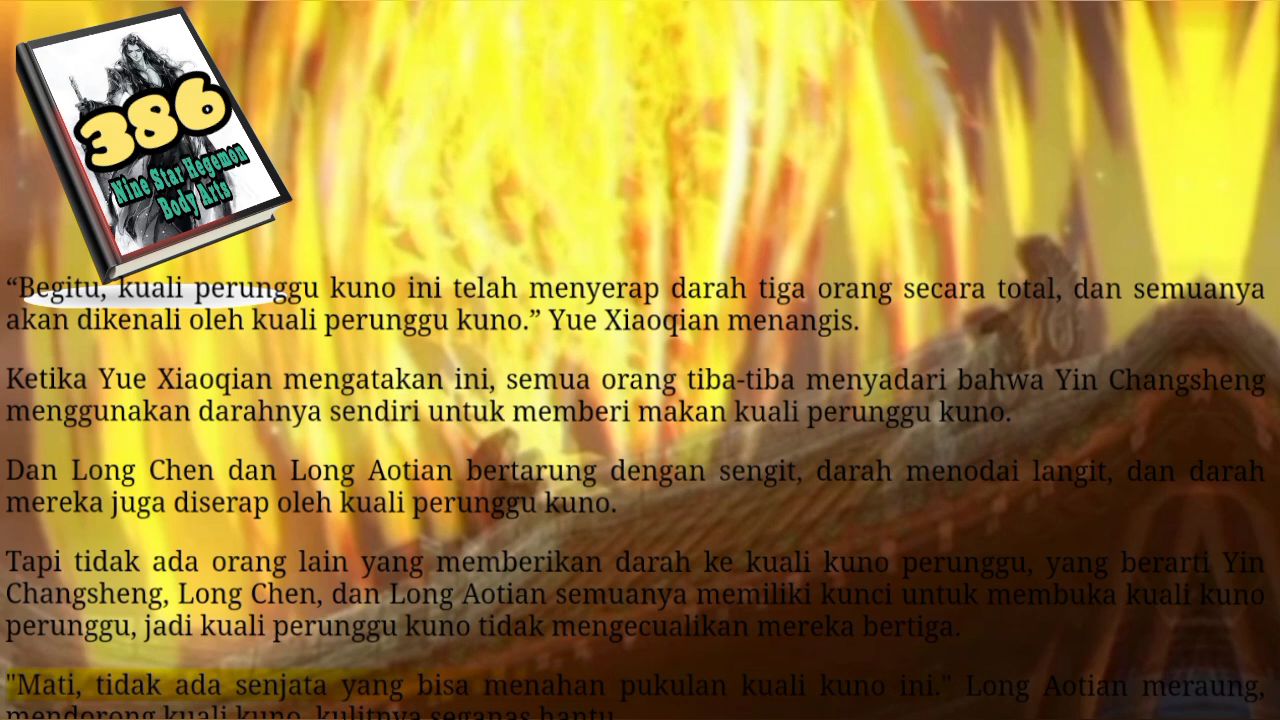 386
Nine Star Hegemon
Body Arts
“Begitu, kuali perunggu kuno ini telah menyerap darah tiga orang secara total, dan semuanya
akan dikenali oleh kuali perunggu kuno.” Yue Xiaoqian menangis.
Ketika Yue Xiaoqian mengatakan ini, semua orang tiba-tiba menyadari bahwa Yin Changsheng
menggunakan darahnya sendiri untuk memberi makan kuali perunggu kuno.
Dan Long Chen dan Long Aotian bertarung dengan sengit, darah menodai langit, dan darah
mereka juga diserap oleh kuali perunggu kuno.
Tapi tidak ada orang lain yang memberikan darah ke kuali kuno perunggu, yang berarti Yin
Changsheng, Long Chen, dan Long Aotian semuanya memiliki kunci untuk membuka kuali kuno
perunggu, jadi kuali perunggu kuno tidak mengecualikan mereka bertiga.
"Mati, tidak ada senjata yang bisa menahan pukulan kuali kuno ini." Long Aotian meraung,
mendorong kuali kuno, kulitnya seganas hantu.